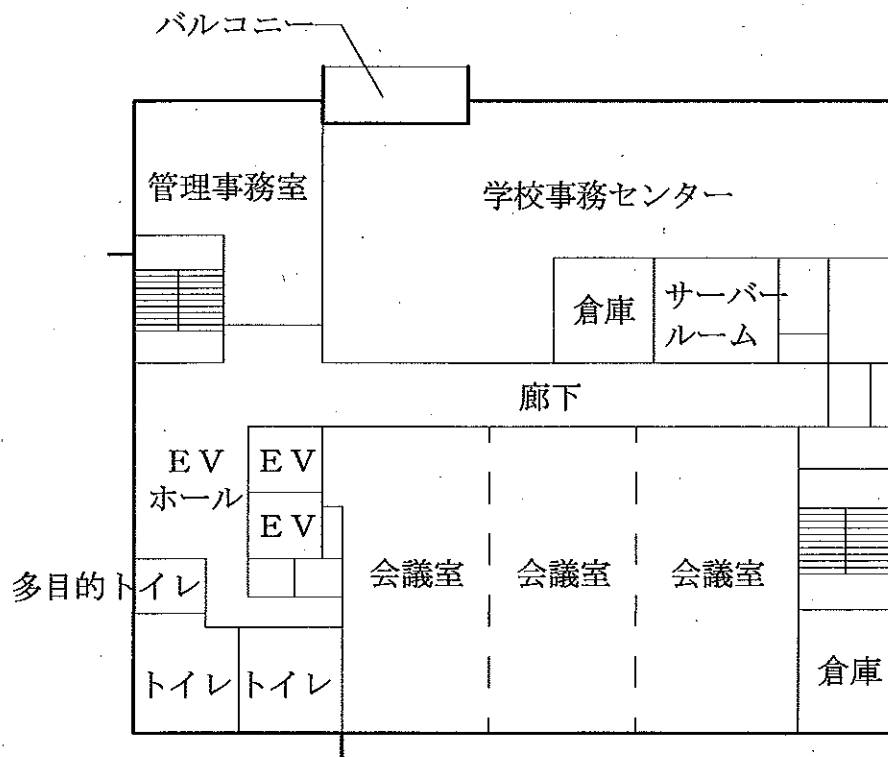 バルコニー
管理事務室
学校事務センター
倉庫
サーバー
ルーム
廊下
ＥＶ
ホール
ＥＶ
ＥＶ
会議室
会議室
会議室
多目的トイレ
トイレ
トイレ
倉庫